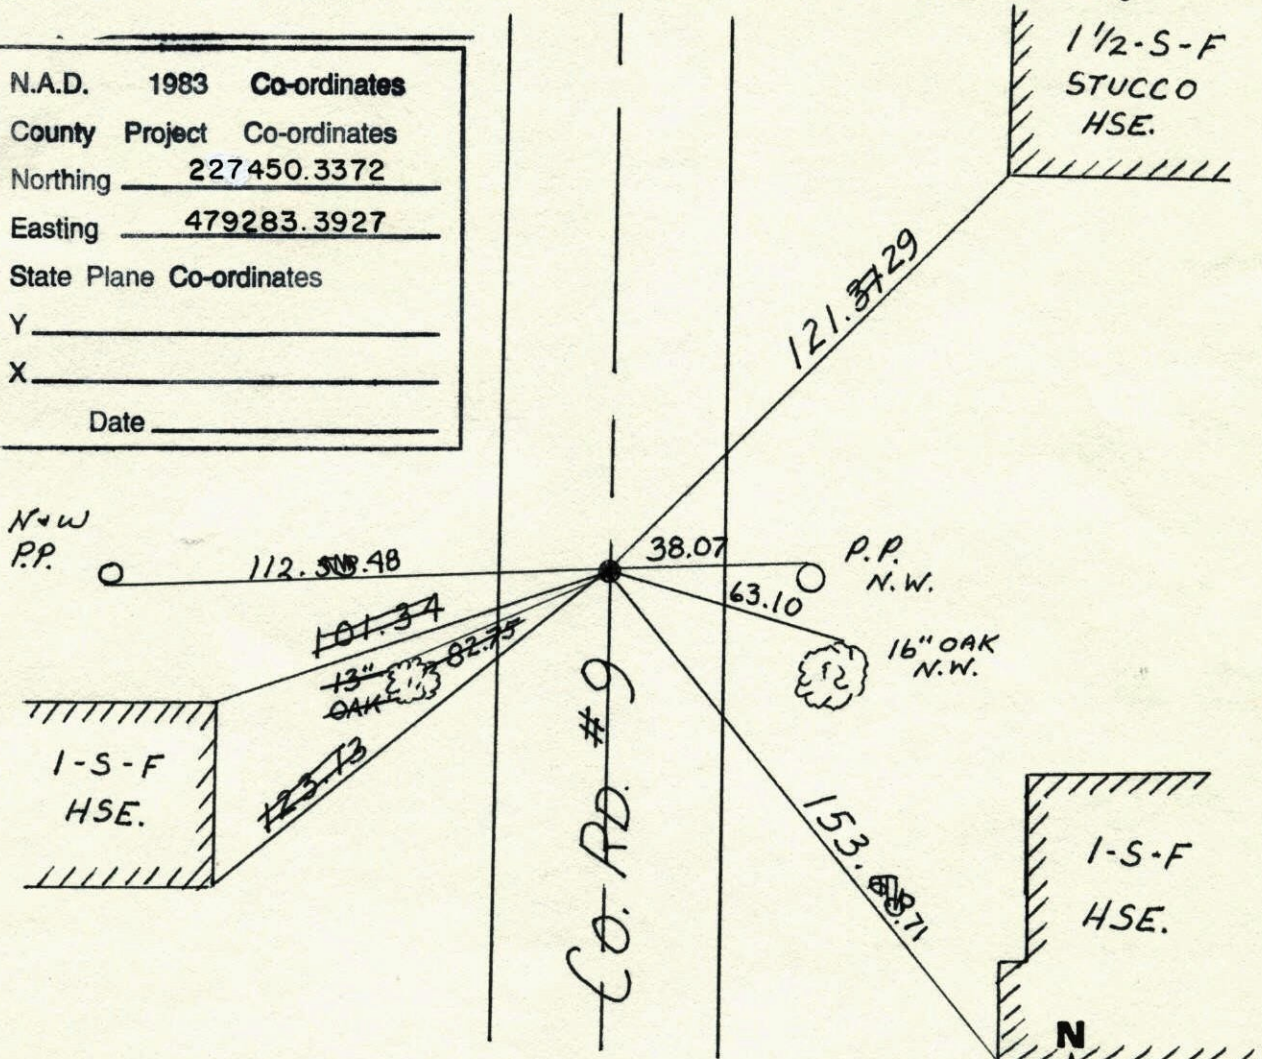 N.A.D. 1983 Co-ordinates
County Project Co-ordinates
Northing 227450.3372
Easting 479283.3927
State Plane Co-ordinates
Y
X
Date
1 1/2-S-F
STUCCO
HSE.
121.29
N+W
P.P.
112.48
38.07
P.P.
N.W.
63.10
16" OAK
N.W.
101.34
13"
OAK
82.75
123.13
1-S-F
HSE.
CO. RD. #9
153.71
1-S-F
HSE.
N